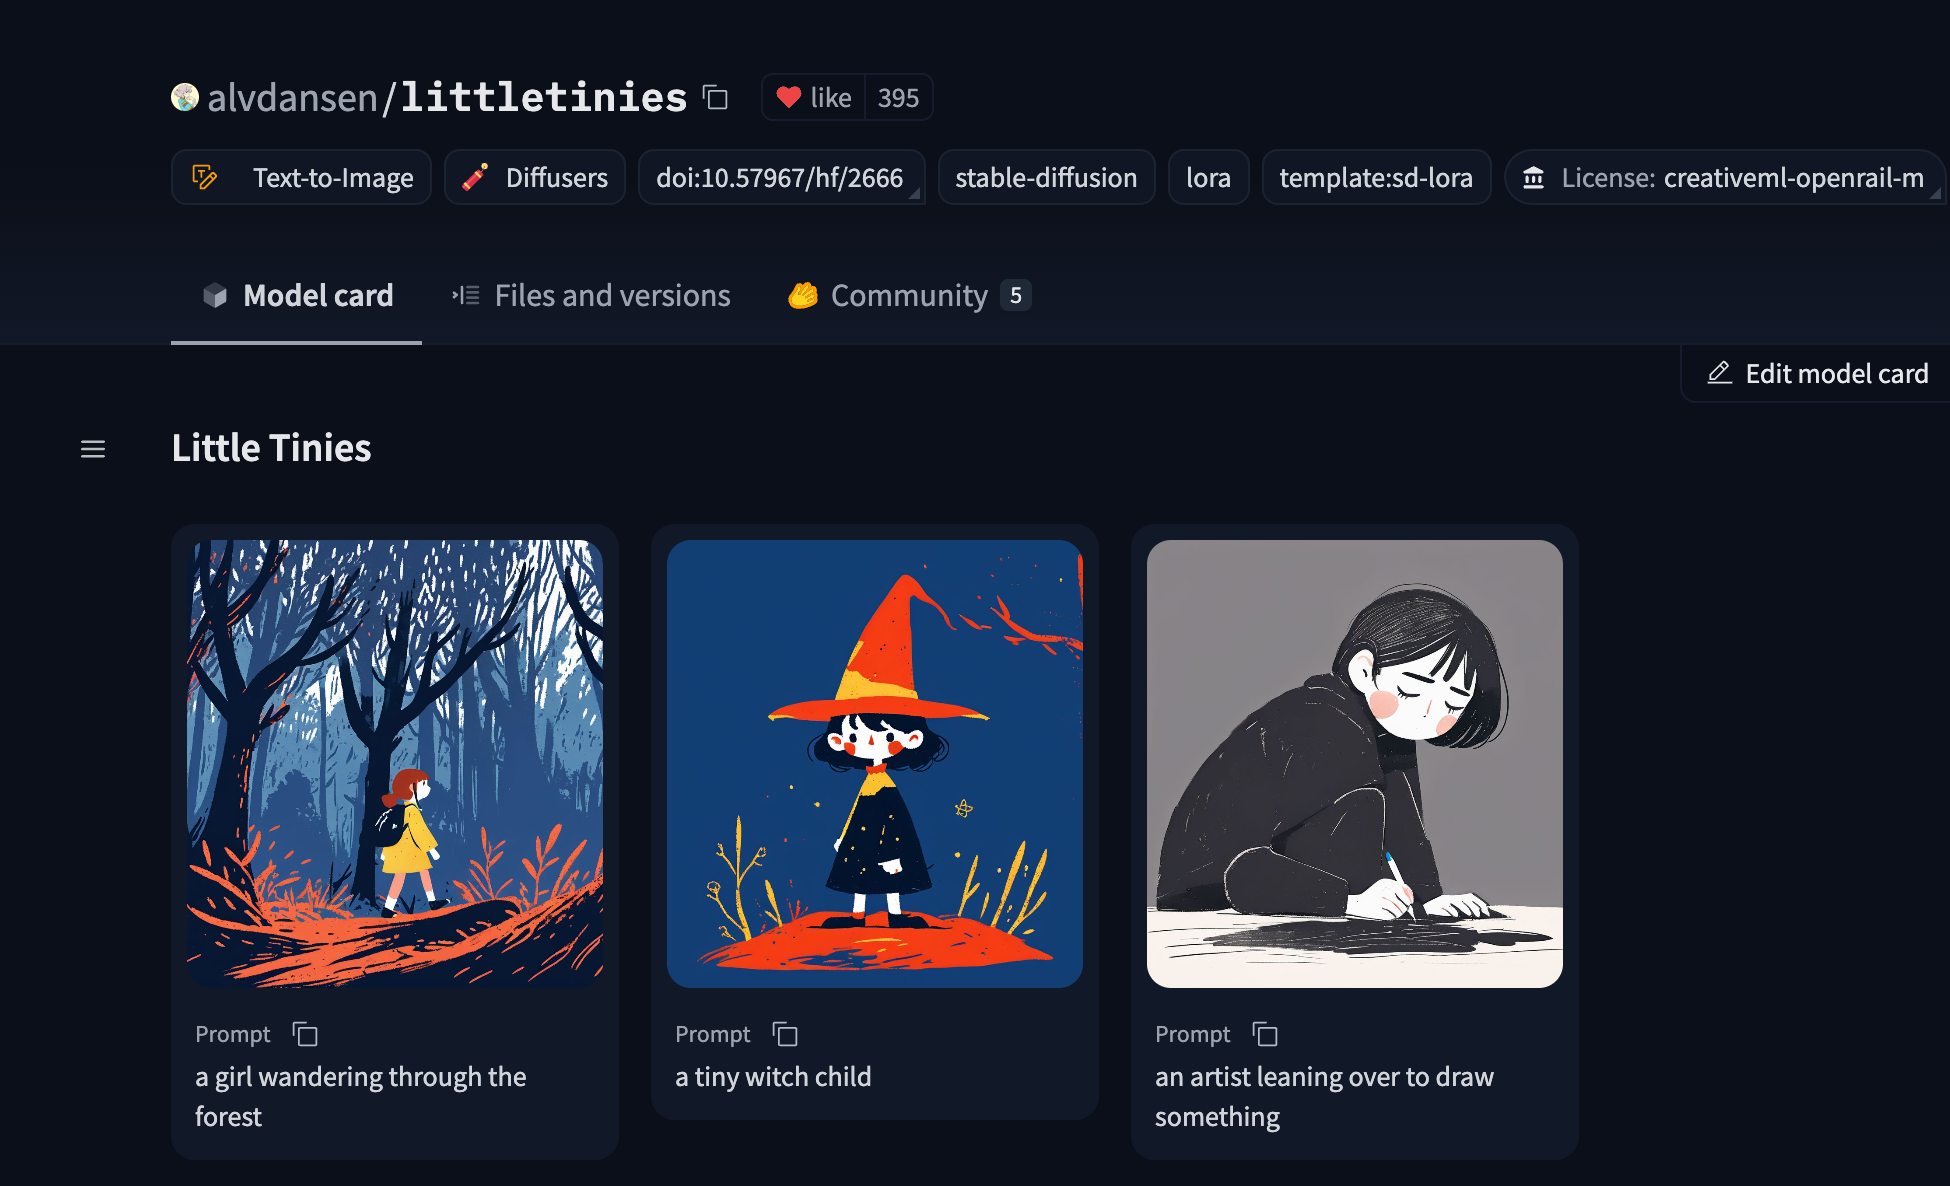 alvdansen/littletinies like 395
Text-to-Image Diffusers doi:10.57967/hf/2666 stable-diffusion lora template:sd-lora License: creativeml-openrail-m
Model card Files and versions Community 5
Edit model card
Little Tinies
Prompt
a girl wandering through the
forest
Prompt
a tiny witch child
Prompt
an artist leaning over to draw
something